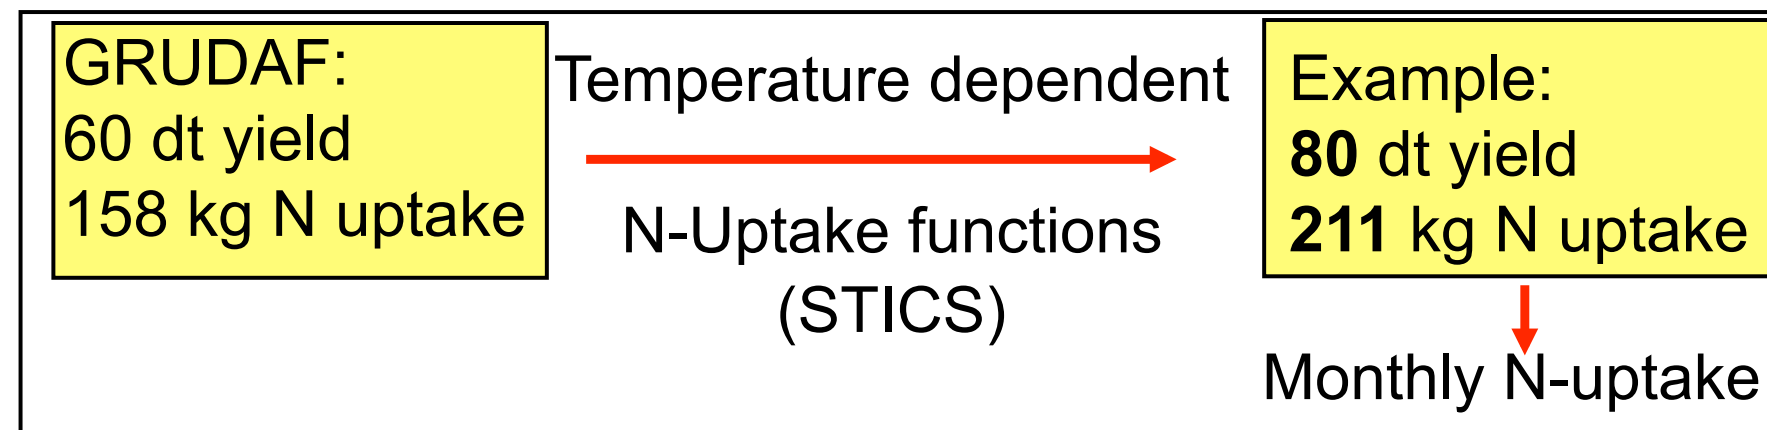 GRUDAF:
60 dt yield
158 kg N uptake
Temperature dependent
N-Uptake functions
(STICS)
Example:
80 dt yield
211 kg N uptake
Monthly N-uptake